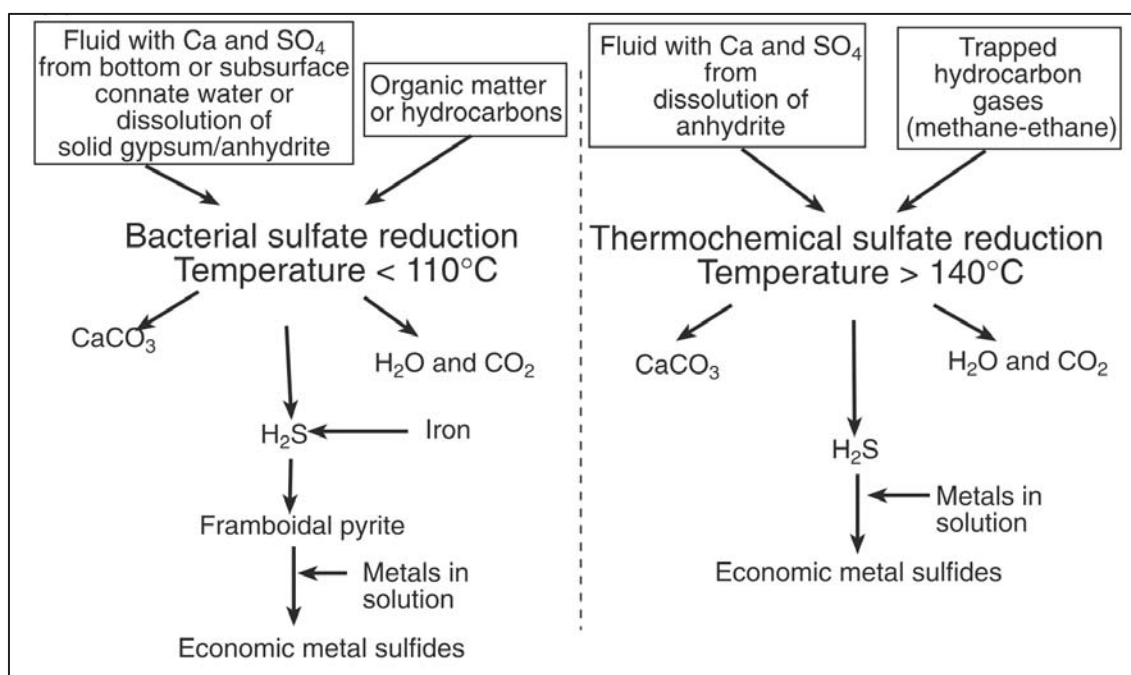 Fluid with Ca and SO4
from bottom or subsurface
connate water or
dissolution of
solid gypsum/anhydrite
Organic matter
or hydrocarbons
Bacterial sulfate reduction
Temperature < 110°C
CaCO3
H2O and CO2
H2S
Iron
Framboidal pyrite
Metals in
solution
Economic metal sulfides
Fluid with Ca and SO4
from
dissolution of
anhydrite
Trapped
hydrocarbon
gases
(methane-ethane)
Thermochemical sulfate reduction
Temperature > 140°C
CaCO3
H2O and CO2
H2S
Metals in
solution
Economic metal sulfides